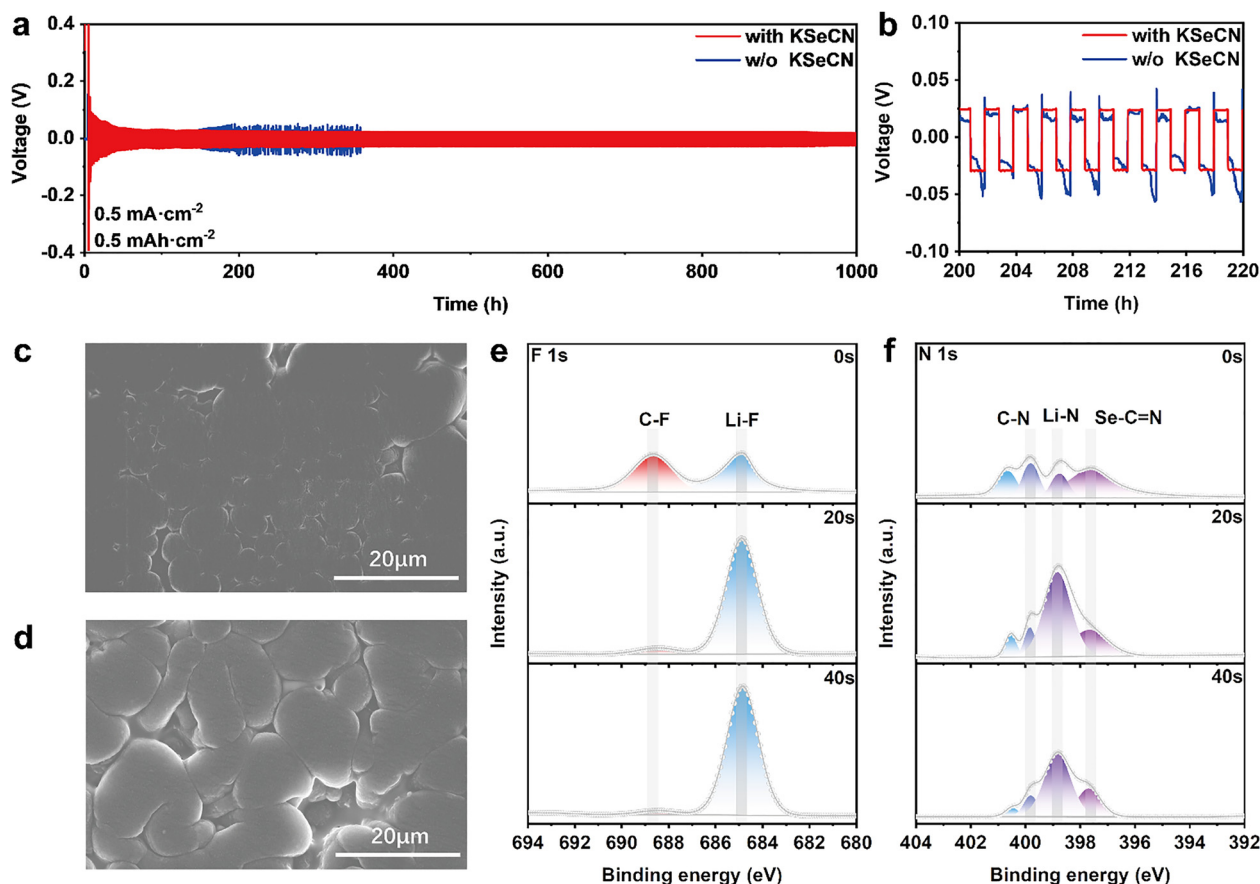 a
0.4
0.2
0.0
-0.2
-0.4
Voltage (V)
with KSeCN
w/o KSeCN
0.5 mA·cm⁻²
0.5 mAh·cm⁻²
0 200 400 600 800 1000
Time (h)
b
0.10
0.05
0.00
-0.05
-0.10
Voltage (V)
with KSeCN
w/o KSeCN
200 204 208 212 216 220
Time (h)
c
20μm
d
20μm
e
F 1s
0s
C-F
Li-F
20s
40s
Intensity (a.u.)
694 692 690 688 686 684 682 680
Binding energy (eV)
f
N 1s
0s
C-N
Li-N
Se-C=N
20s
40s
Intensity (a.u.)
404 402 400 398 396 394 392
Binding energy (eV)